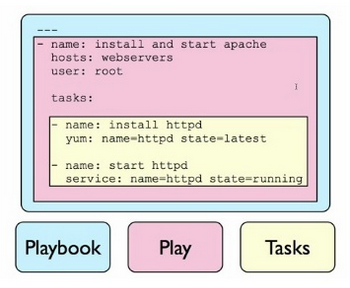 ---
- name: install and start apache
hosts: webservers
user: root
tasks:
- name: install httpd
yum: name=httpd state=latest
- name: start httpd
service: name=httpd state=running
Playbook
Play
Tasks